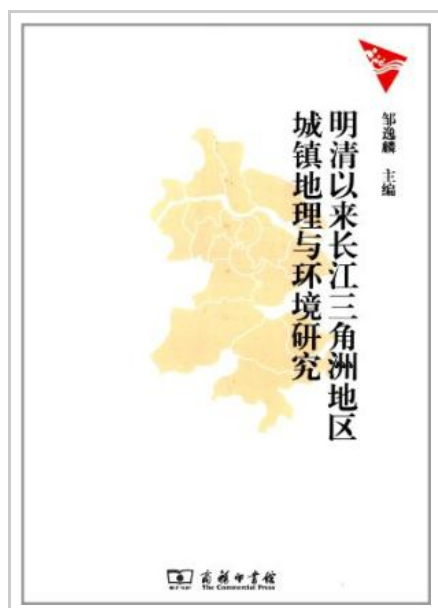 邹逸麟 主编
明清以来长江三角洲地区
城镇地理与环境研究
商务印书馆
The Commercial Press